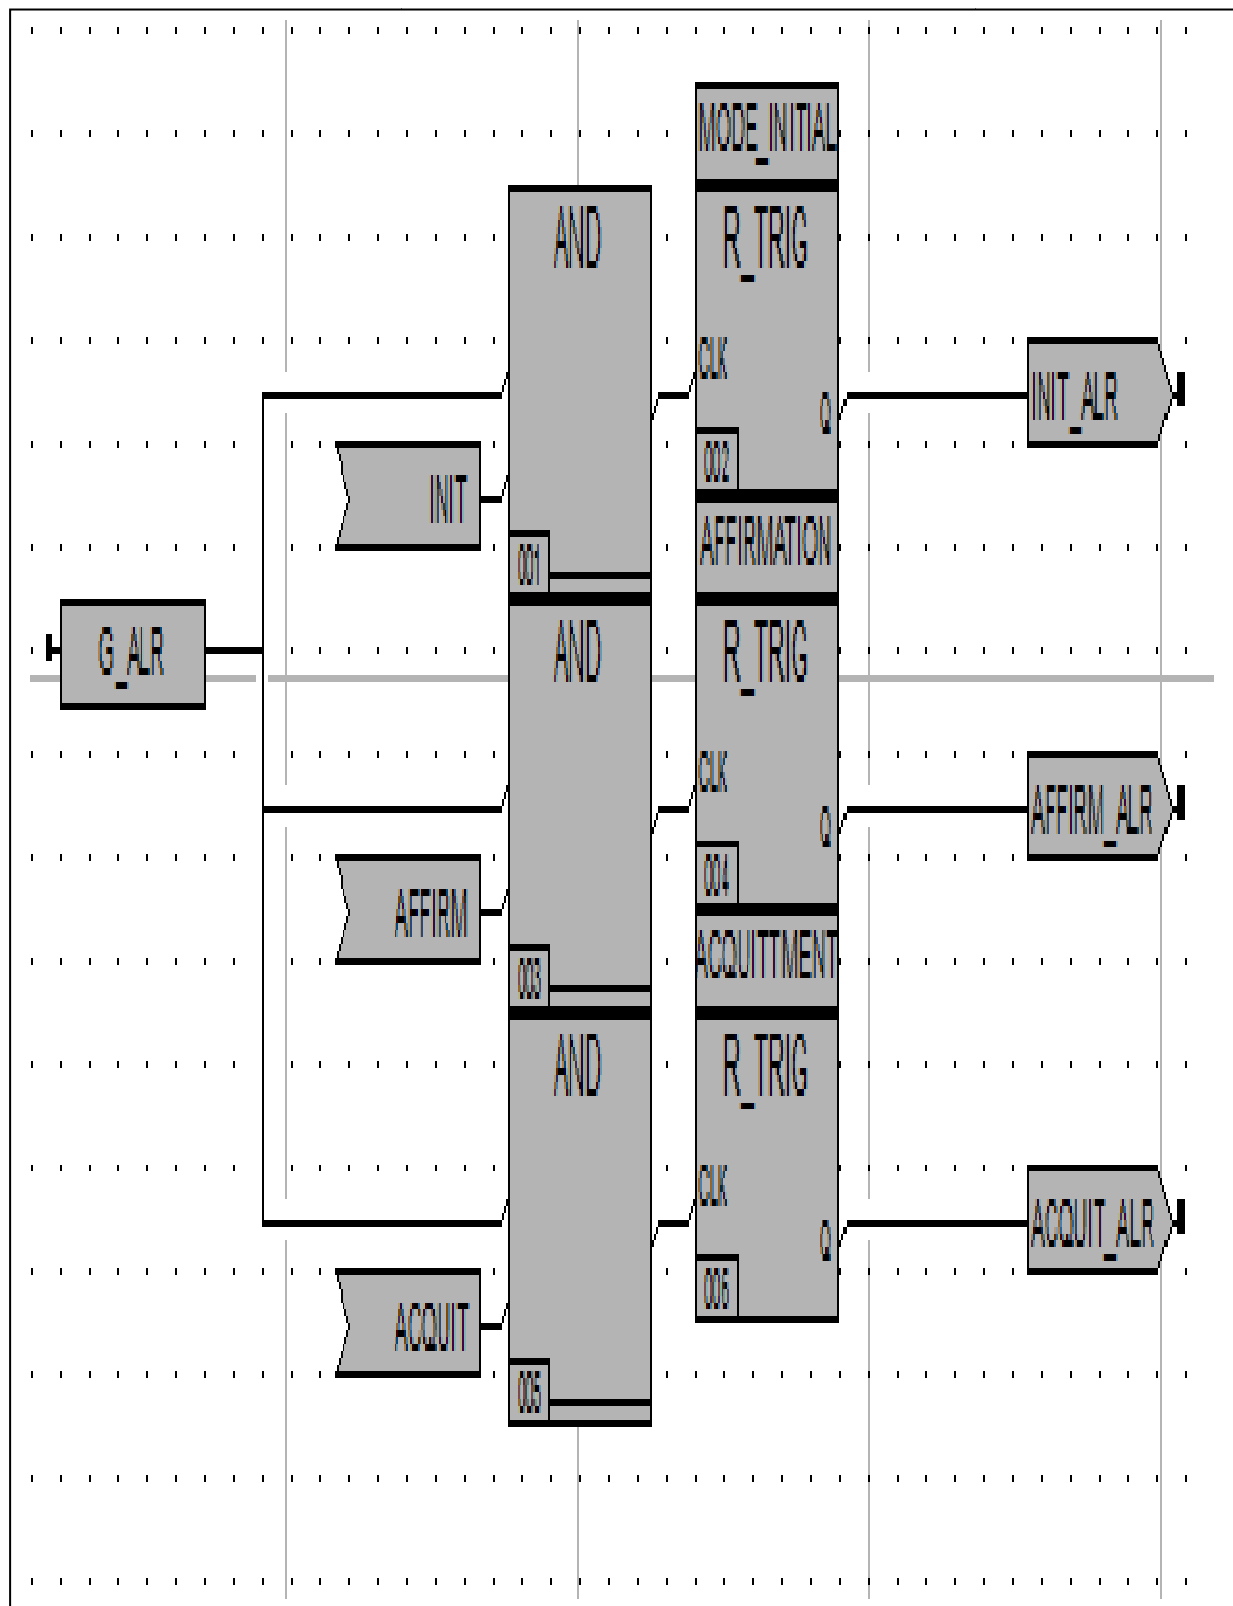 MODE_INITIAL
AND
R_TRIG
CLK
INIT_ALR
Q
002
INIT
AFFIRMATION
001
AND
R_TRIG
G_ALR
CLK
AFFIRM_ALR
Q
004
AFFIRM
ACQUITTMENT
003
AND
R_TRIG
CLK
ACQUIT_ALR
Q
006
ACQUIT
005